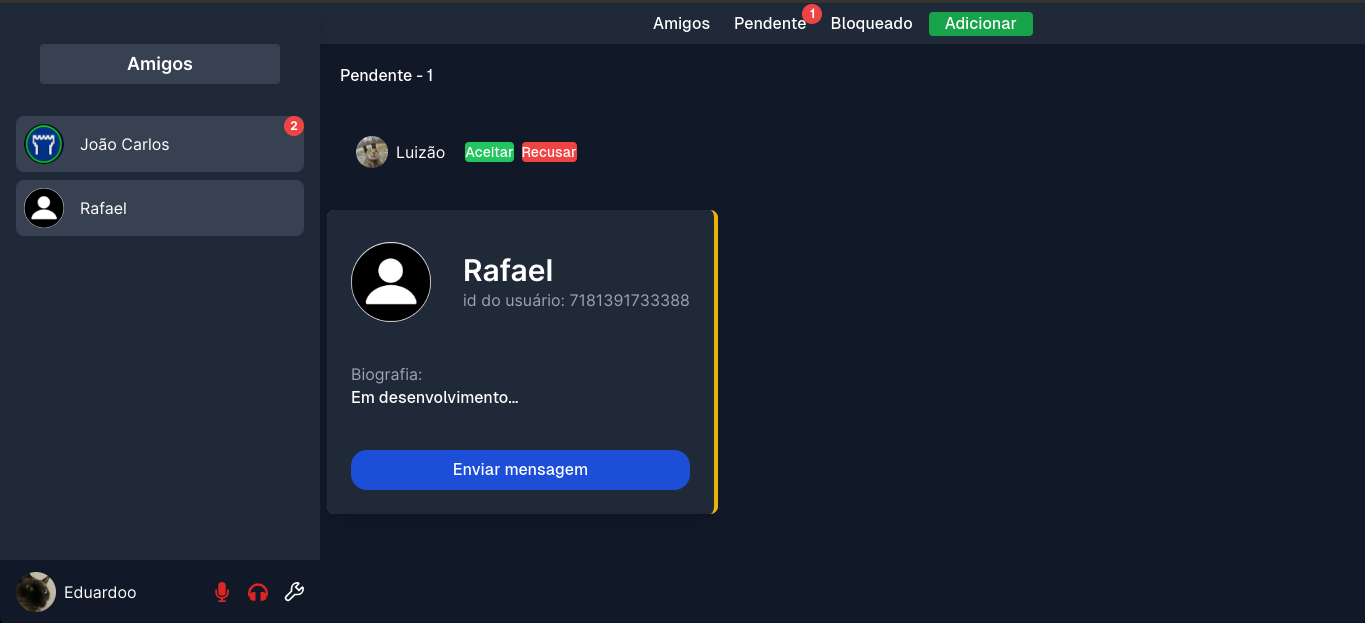 Amigos Pendente 1 Bloqueado Adicionar
Amigos
Pendente - 1
João Carlos 2
Luizão Aceitar Recusar
Rafael
Rafael
id do usuário: 7181391733388
Biografia:
Em desenvolvimento...
Enviar mensagem
Eduardoo